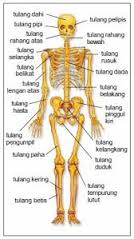 tulang dahi
tulang pipi
tulang rahang atas
tulang selangka
tulang belikat
tulang lengan atas
tulang hasta
tulang pengumpil
tulang paha
tulang kering
tulang betis
tulang pelipis
tulang rahang bawah
tulang rusuk
tulang dada
tulang belakang
tulang pinggul kiri
tulang kelangkang
tulang duduk
tulang tempurung lutut